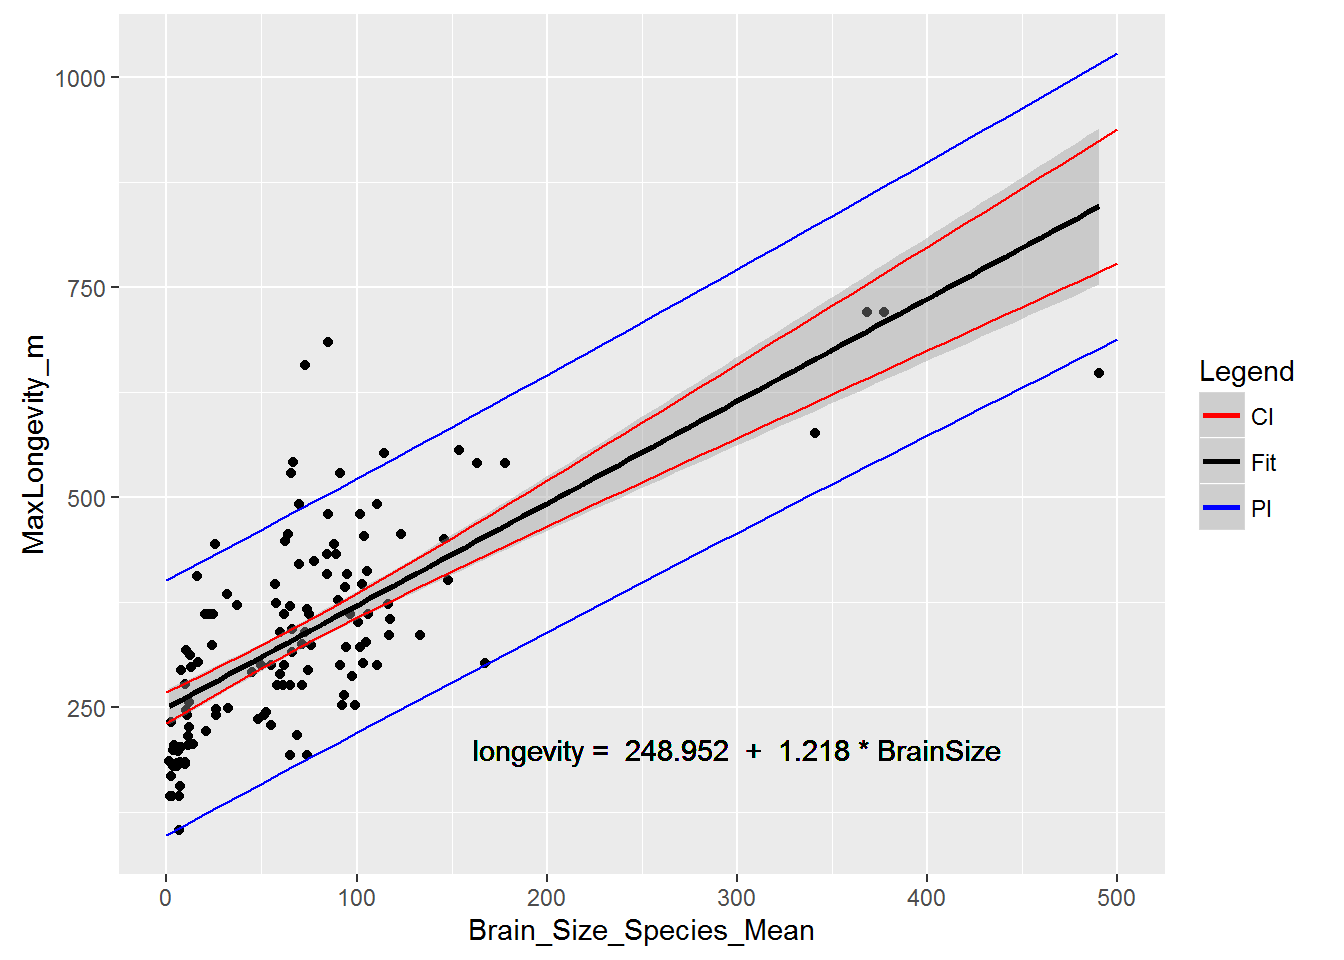 1000
750
500
250
MaxLongevity_m
longevity = 248.952 + 1.218 * BrainSize
0 100 200 300 400 500
Brain_Size_Species_Mean
Legend
CI
Fit
PI